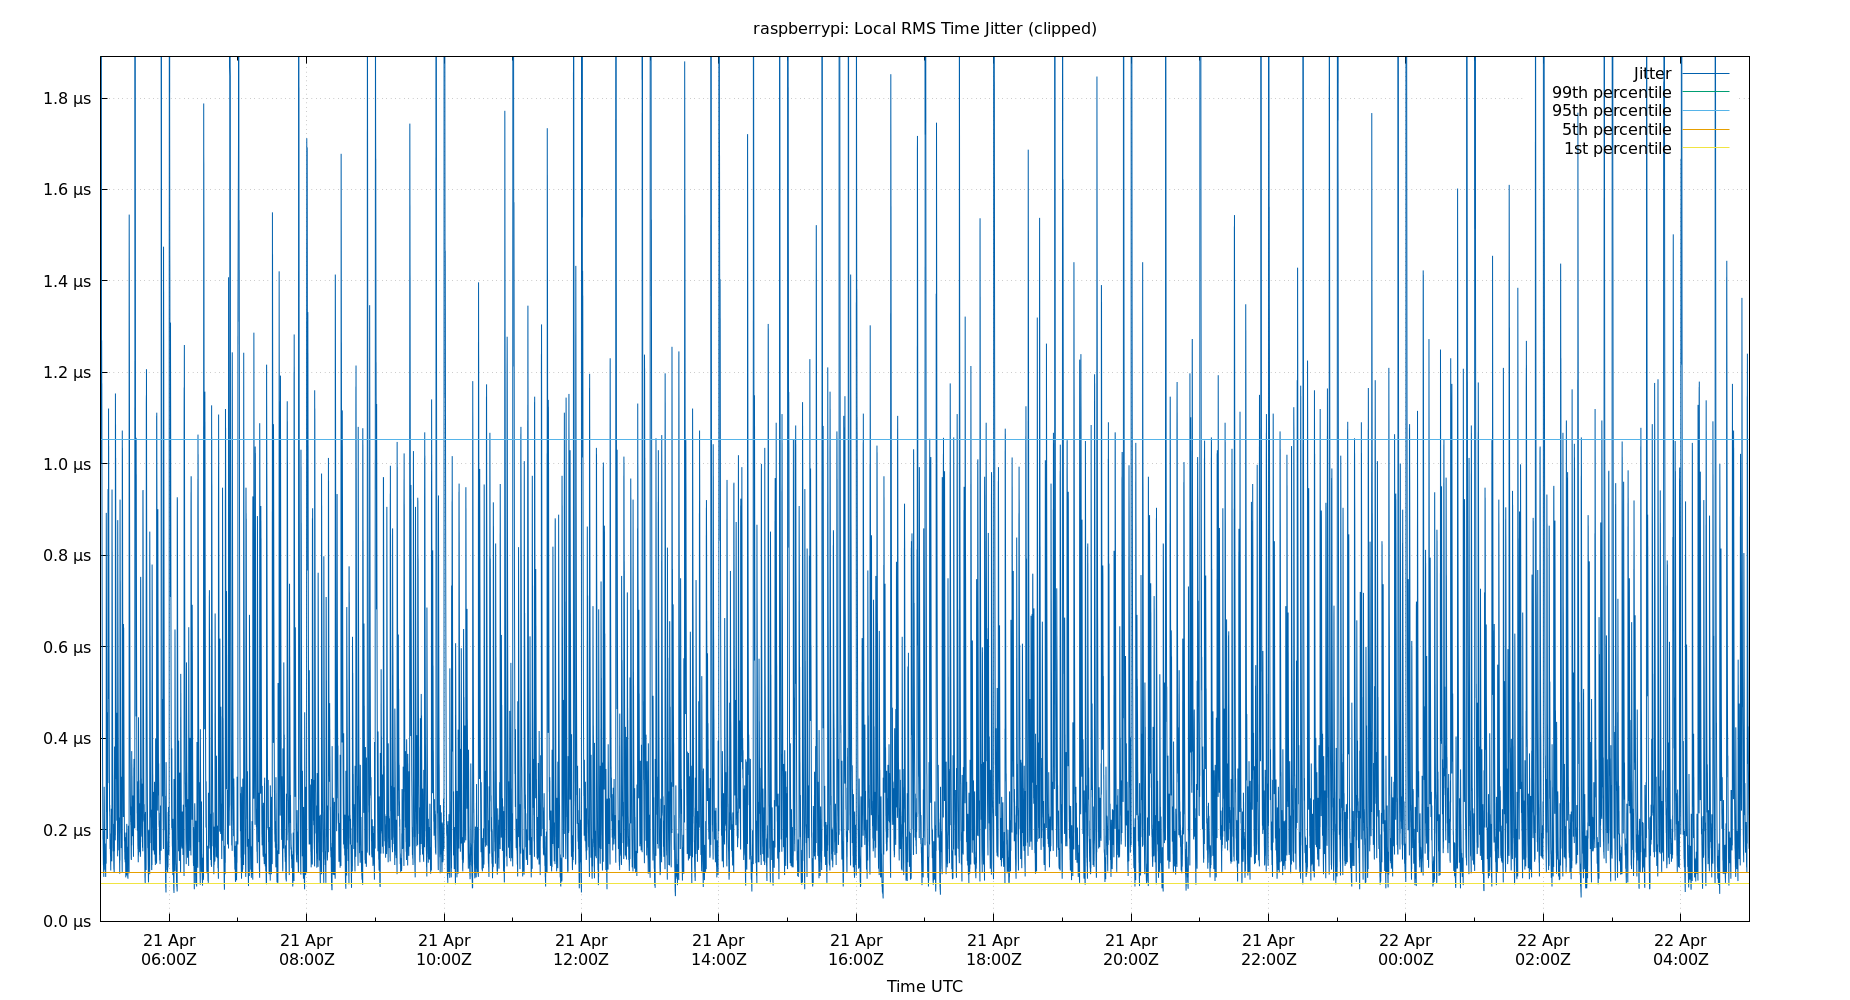 raspberrypi: Local RMS Time Jitter (clipped)
Jitter
99th percentile
95th percentile
5th percentile
1st percentile
1.8 µs
1.6 µs
1.4 µs
1.2 µs
1.0 µs
0.8 µs
0.6 µs
0.4 µs
0.2 µs
0.0 µs
21 Apr 21 Apr 21 Apr 21 Apr 21 Apr 21 Apr 21 Apr 21 Apr 21 Apr 22 Apr 22 Apr 22 Apr
06:00Z 08:00Z 10:00Z 12:00Z 14:00Z 16:00Z 18:00Z 20:00Z 22:00Z 00:00Z 02:00Z 04:00Z
Time UTC